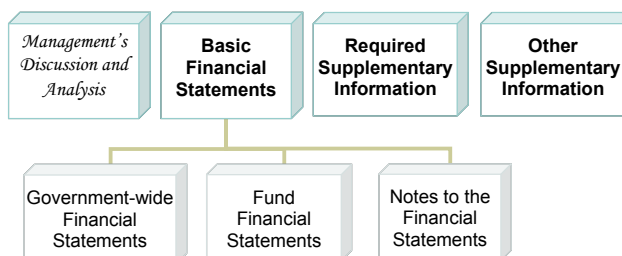 Management's
Discussion and
Analysis
Basic
Financial
Statements
Required
Supplementary
Information
Other
Supplementary
Information
Government-wide
Financial
Statements
Fund
Financial
Statements
Notes to the
Financial
Statements